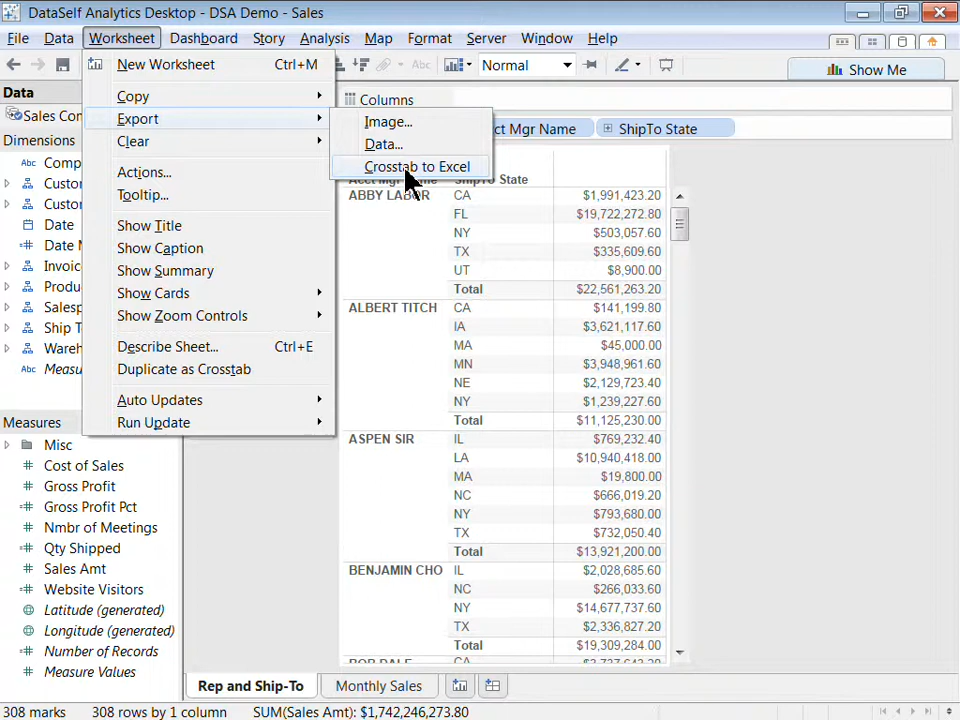 DataSelf Analytics Desktop - DSA Demo - Sales
File Data Worksheet Dashboard Story Analysis Map Format Server Window Help
Abc Normal Show Me
Data
Sales Con
Dimensions
Abc Comp
Custo
Custo
Date
Date M
Invoic
Produ
Salesp
Ship T
Wareh
Abc Measu
New Worksheet Ctrl+M
Copy
Export
Clear
Actions...
Tooltip...
Show Title
Show Caption
Show Summary
Show Cards
Show Zoom Controls
Describe Sheet... Ctrl+E
Duplicate as Crosstab
Auto Updates
Run Update
Image...
Data...
Crosstab to Excel
Columns
ct Mgr Name ShipTo State
ShipTo State
ABBY LABOR CA $1,991,423.20
FL $19,722,272.80
NY $503,057.60
TX $335,609.60
UT $8,900.00
Total $22,561,263.20
ALBERT TITCH CA $141,199.80
IA $3,621,117.60
MA $45,000.00
MN $3,948,961.60
NE $2,129,723.40
NY $1,239,227.60
Total $11,125,230.00
ASPEN SIR IL $769,232.40
LA $10,940,418.00
MA $19,800.00
NC $666,019.20
NY $793,680.00
TX $732,050.40
Total $13,921,200.00
BENJAMIN CHO IL $2,028,685.60
NC $266,033.60
NY $14,677,737.60
TX $2,336,827.20
Total $19,309,284.00
Measures
Misc
Cost of Sales
Gross Profit
Gross Profit Pct
Nmbr of Meetings
Qty Shipped
Sales Amt
Website Visitors
Latitude (generated)
Longitude (generated)
Number of Records
Measure Values
Rep and Ship-To Monthly Sales
308 marks 308 rows by 1 column SUM(Sales Amt): $1,742,246,273.80